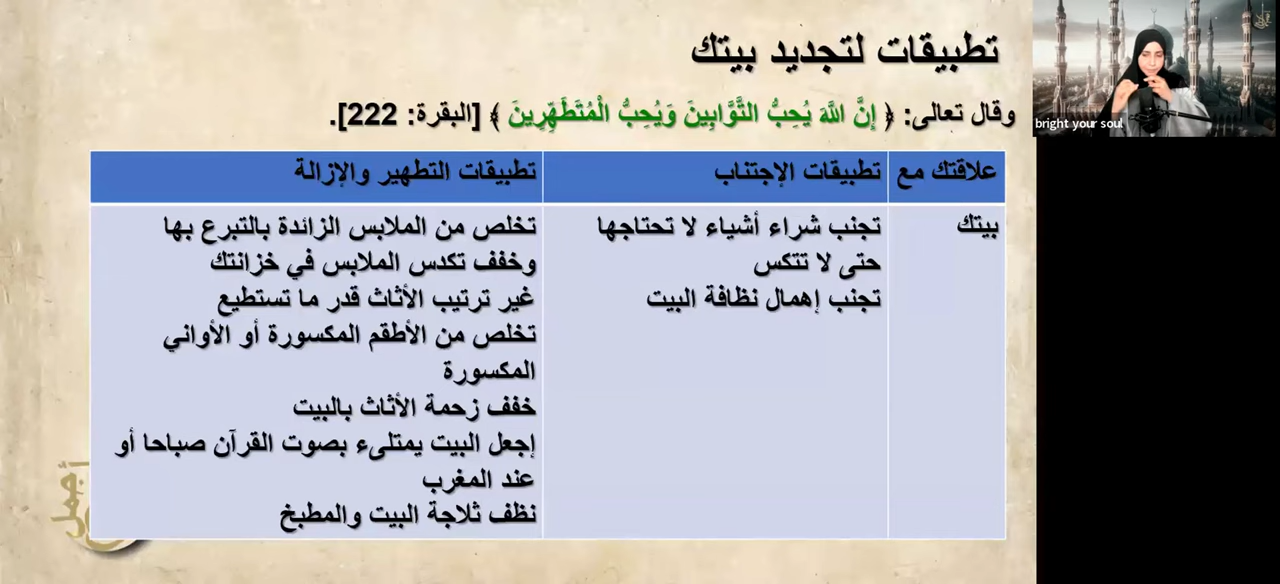 تطبيقات لتجديد بيتك
وقال تعالى: ﴿ إِنَّ اللَّهَ يُحِبُّ التَّوَّابِينَ وَيُحِبُّ الْمُتَطَهِّرِينَ ﴾ [البقرة: 222].
bright your soul
علاقتك مع
تطبيقات الإجتناب
تطبيقات التطهير والإزالة
بيتك
تجنب شراء أشياء لا تحتاجها
حتى لا تتكس
تجنب إهمال نظافة البيت
تخلص من الملابس الزائدة بالتبرع بها
وخفف تكدس الملابس في خزانتك
غير ترتيب الأثاث قدر ما تستطيع
تخلص من الأطقم المكسورة أو الأواني
المكسورة
خفف زحمة الأثاث بالبيت
إجعل البيت يمتلىء بصوت القرآن صباحا أو
عند المغرب
نظف ثلاجة البيت والمطبخ
أجمل